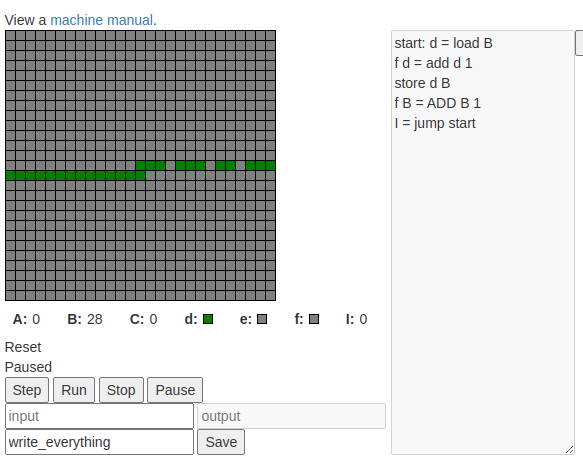 View a machine manual.
start: d = load B
f d = add d 1
store d B
f B = ADD B 1
I = jump start
A: 0 B: 28 C: 0 d: e: f: I: 0
Reset
Paused
Step Run Stop Pause
input output
write_everything Save